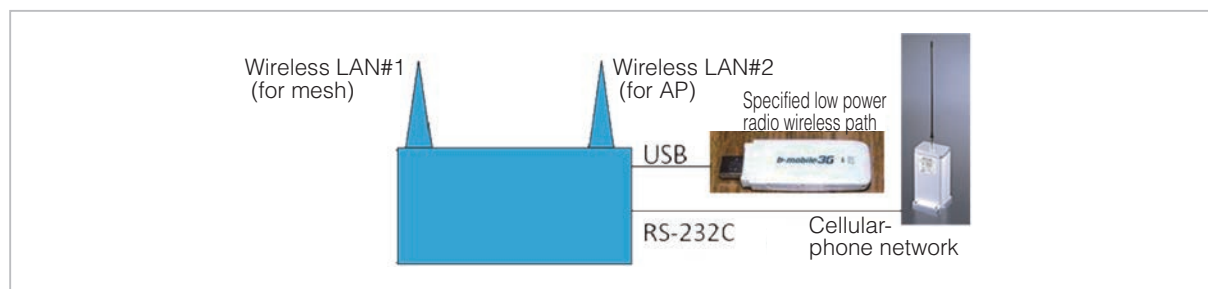 Wireless LAN#1
(for mesh)
Wireless LAN#2
(for AP)
Specified low power
radio wireless path
USB
b-mobile3G
RS-232C
Cellular-
phone network